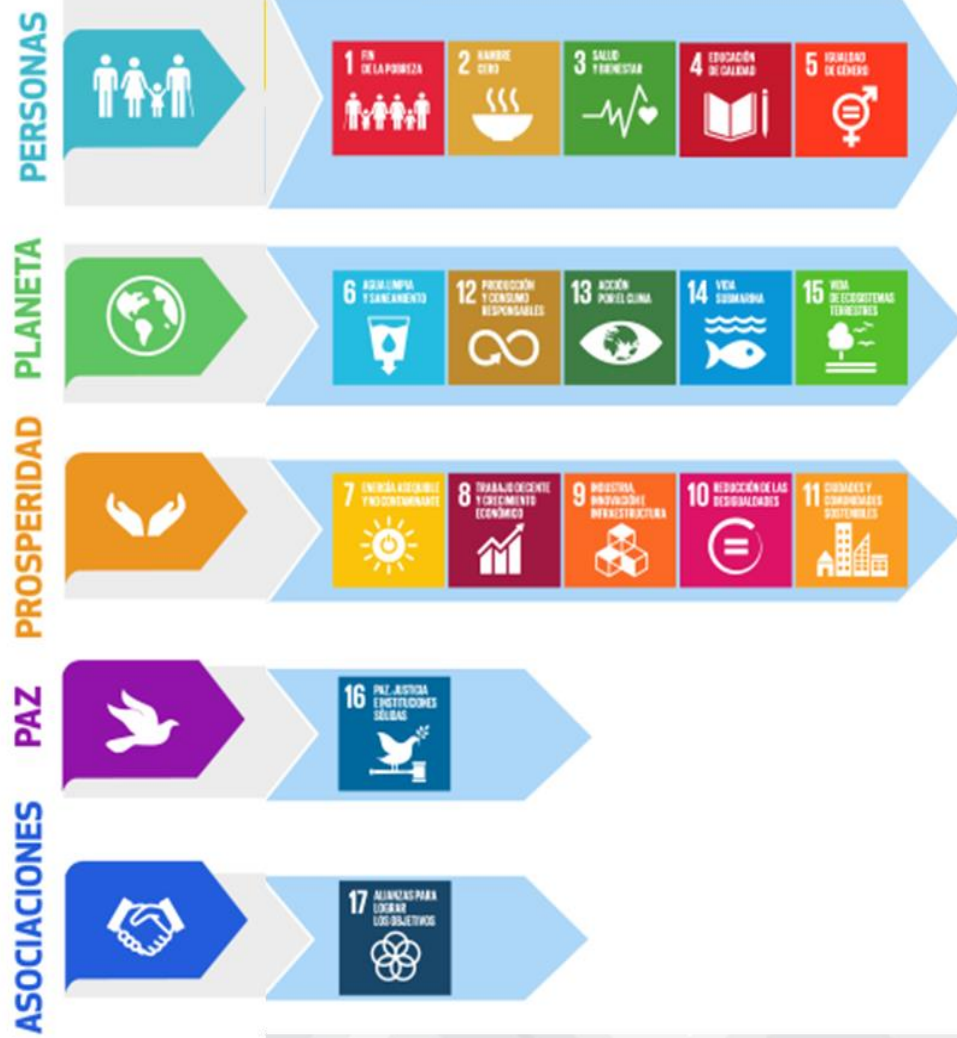 PERSONAS
1 FIN
DE LA POBREZA
2 HAMBRE
CERO
3 SALUD
Y BIENESTAR
4 EDUCACIÓN
DE CALIDAD
5 IGUALDAD
DE GÉNERO
PLANETA
6 AGUA LIMPIA
Y SANEAMIENTO
12 PRODUCCIÓN
Y CONSUMO
RESPONSABLES
13 ACCIÓN
POR EL CLIMA
14 VIDA
SUBMARINA
15 VIDA
DE ECOSISTEMAS
TERRESTRES
PROSPERIDAD
7 ENERGÍA ASEQUIBLE
Y NO CONTAMINANTE
8 TRABAJO DECENTE
Y CRECIMIENTO
ECONÓMICO
9 INDUSTRIA,
INNOVACIÓN E
INFRAESTRUCTURA
10 REDUCCIÓN DE LAS
DESIGUALDADES
11 CIUDADES Y
COMUNIDADES
SOSTENIBLES
PAZ
16 PAZ, JUSTICIA
E INSTITUCIONES
SÓLIDAS
ASOCIACIONES
17 ALIANZAS PARA
LOGRAR
LOS OBJETIVOS